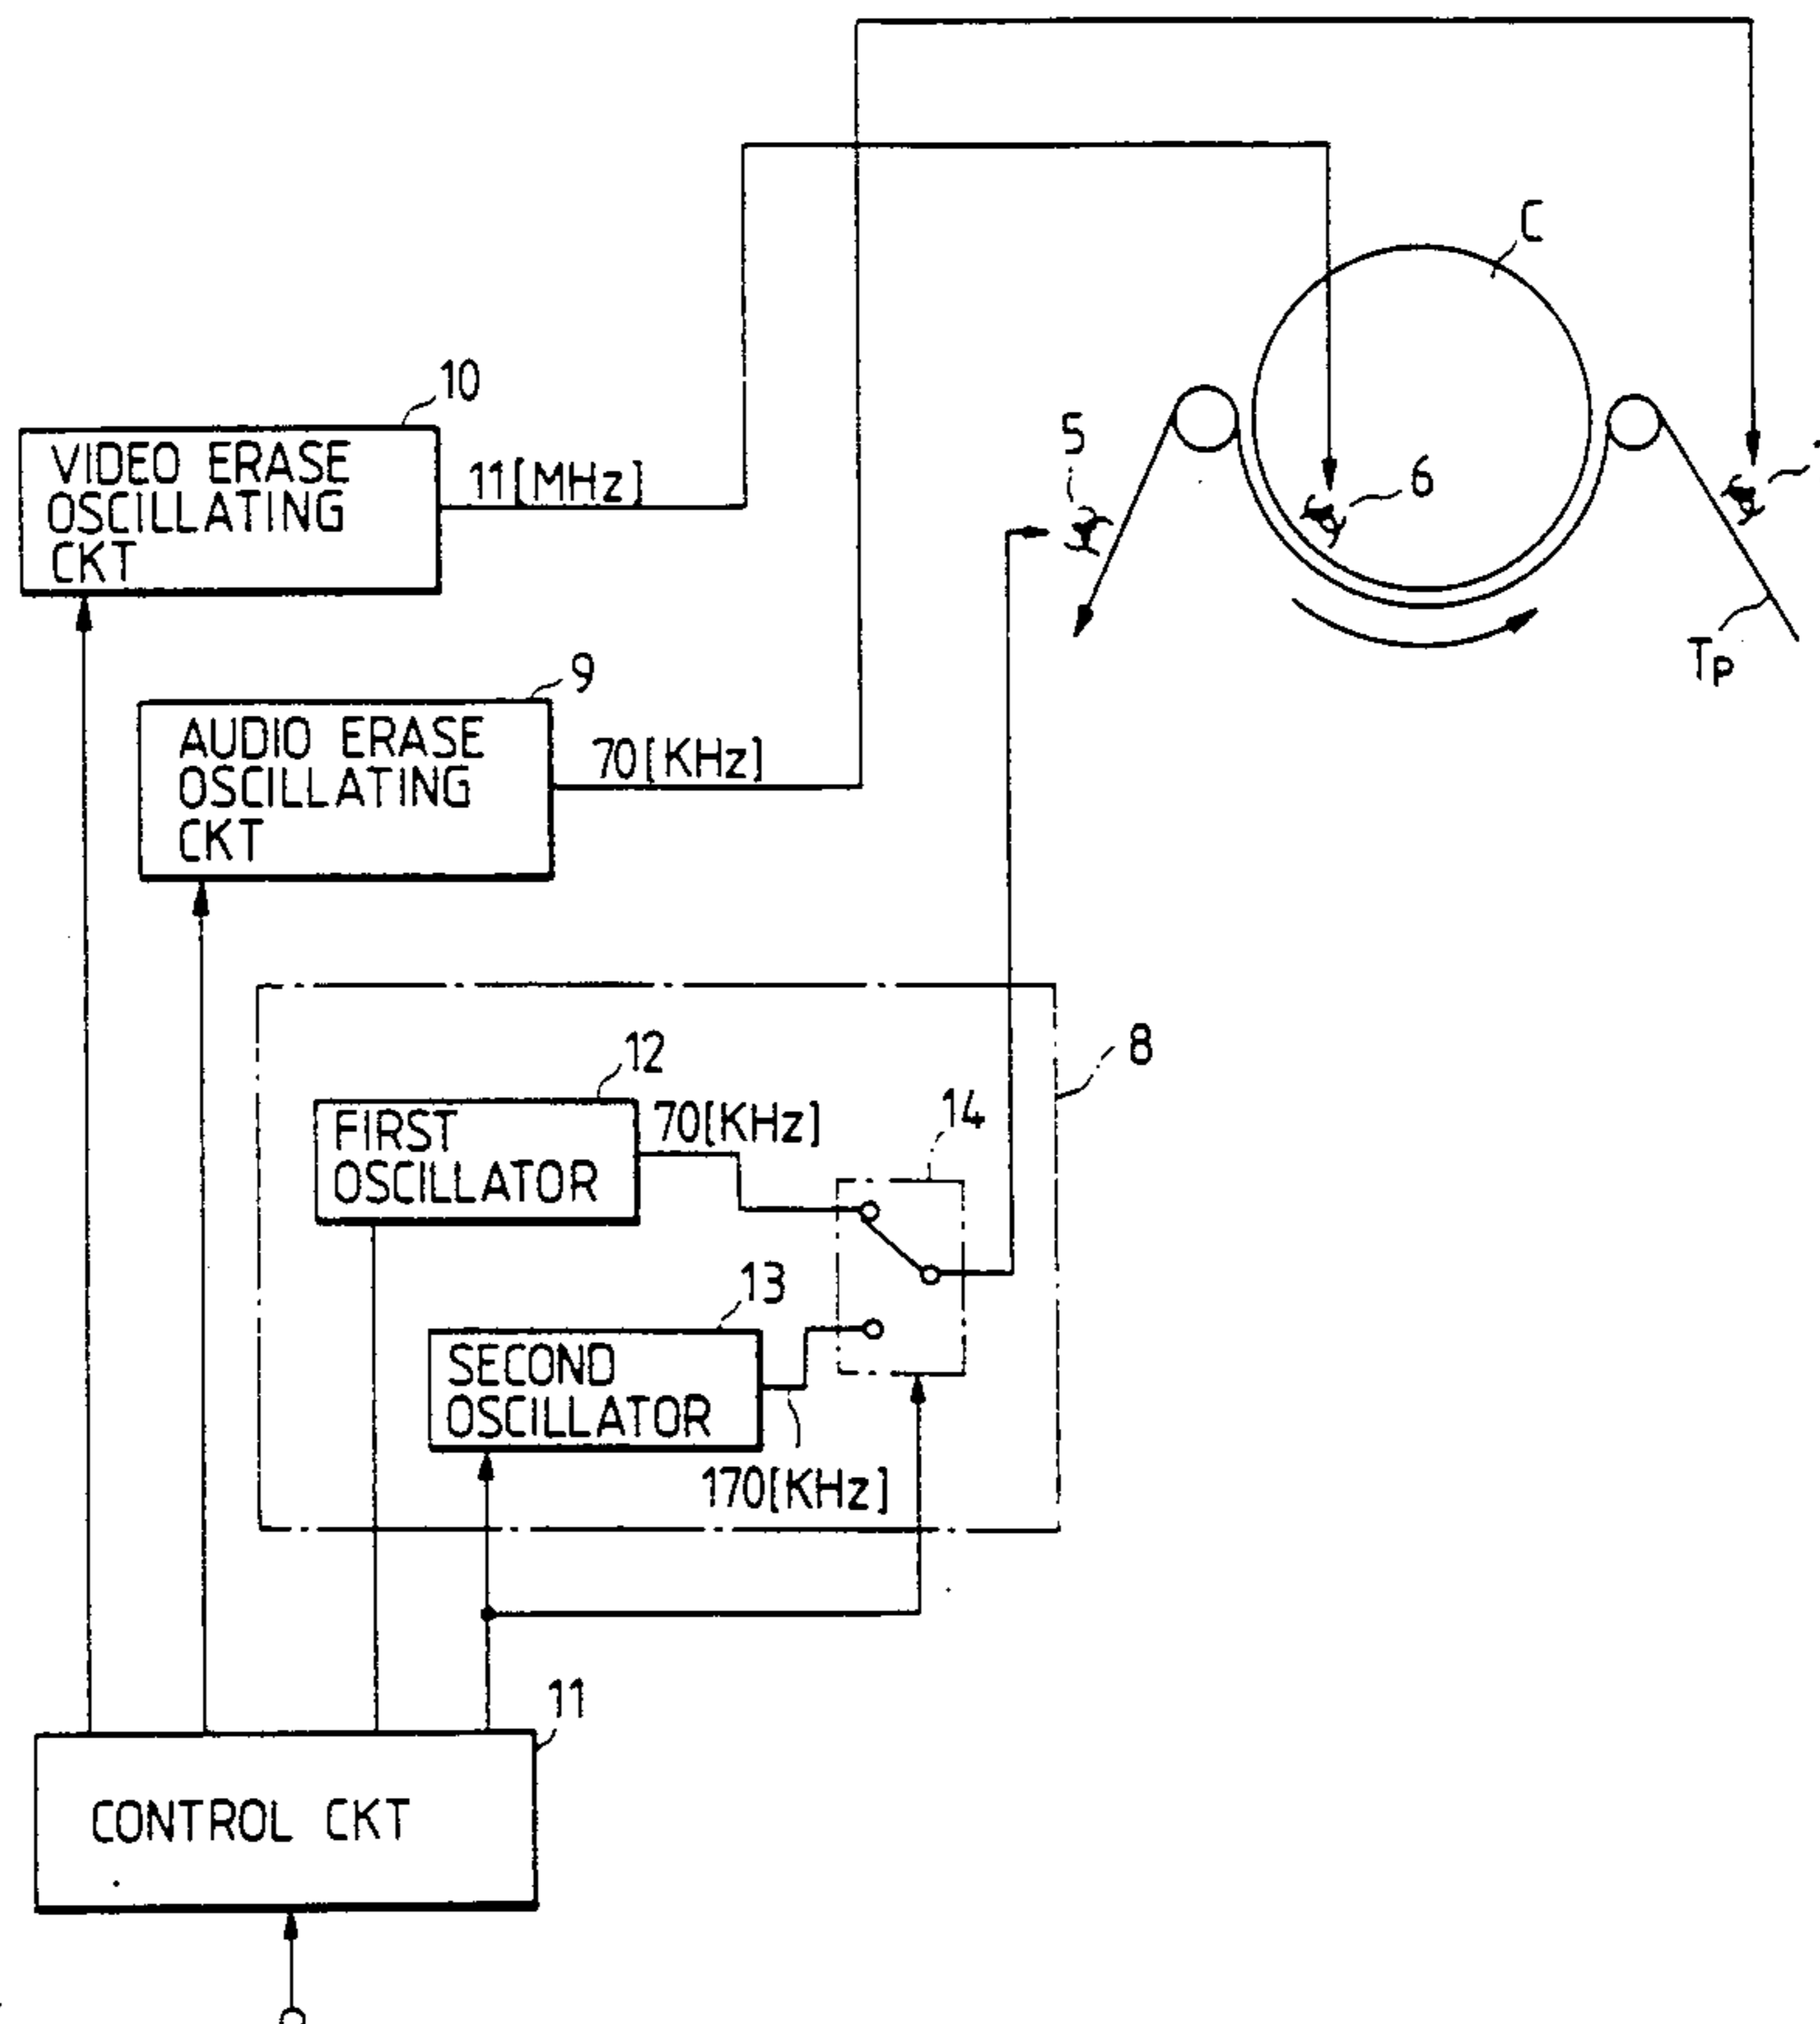 C
10
VIDEO ERASE
OSCILLATING
CKT
11[MHz]
5
6
Tp
9
AUDIO ERASE
OSCILLATING
CKT
70[KHz]
8
12
FIRST
OSCILLATOR
70[KHz]
14
13
SECOND
OSCILLATOR
170[KHz]
11
CONTROL CKT